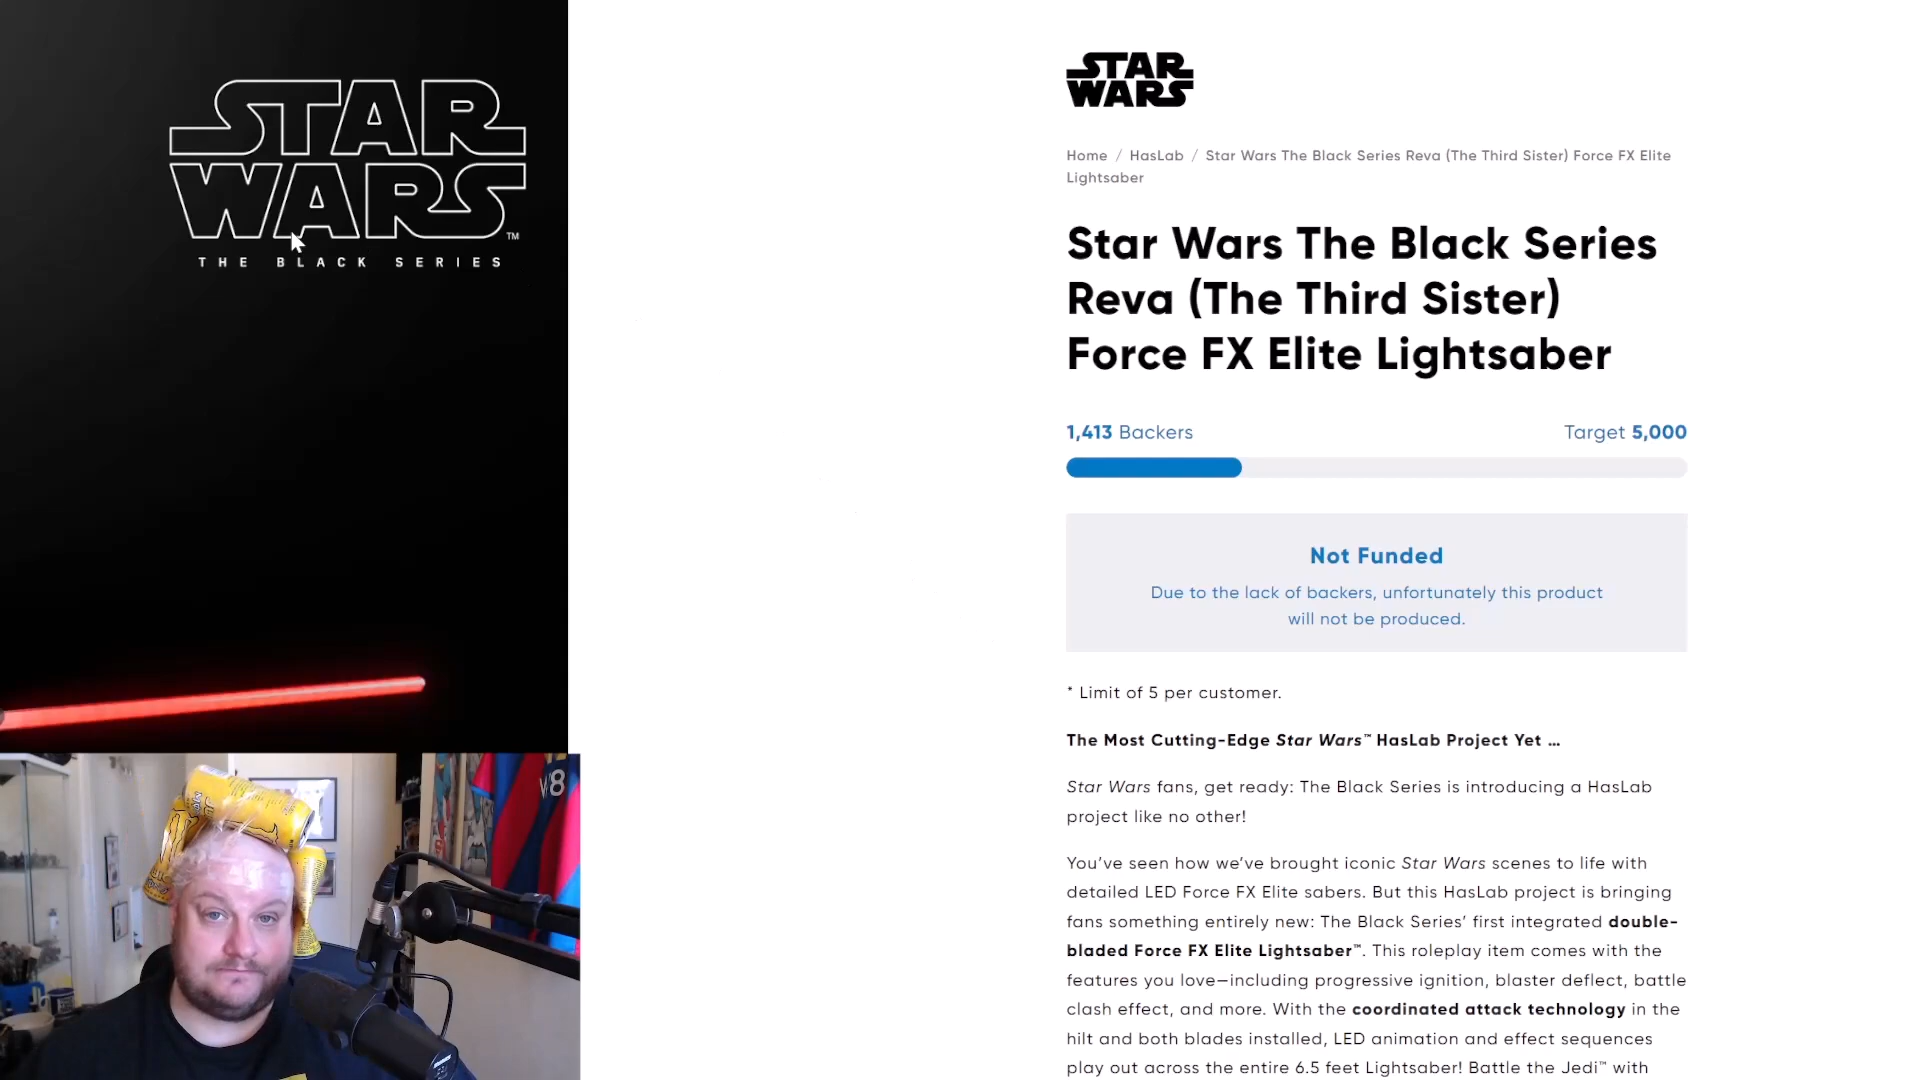 STAR
WARS
TM
THE BLACK SERIES
STAR
WARS
Home / HasLab / Star Wars The Black Series Reva (The Third Sister) Force FX Elite
Lightsaber
Star Wars The Black Series
Reva (The Third Sister)
Force FX Elite Lightsaber
1,413 Backers
Target 5,000
Not Funded
Due to the lack of backers, unfortunately this product
will not be produced.
* Limit of 5 per customer.
The Most Cutting-Edge Star Wars™ HasLab Project Yet …
Star Wars fans, get ready: The Black Series is introducing a HasLab
project like no other!
You’ve seen how we’ve brought iconic Star Wars scenes to life with
detailed LED Force FX Elite sabers. But this HasLab project is bringing
fans something entirely new: The Black Series’ first integrated double-
bladed Force FX Elite Lightsaber™. This roleplay item comes with the
features you love—including progressive ignition, blaster deflect, battle
clash effect, and more. With the coordinated attack technology in the
hilt and both blades installed, LED animation and effect sequences
play out across the entire 6.5 feet Lightsaber! Battle the Jedi™ with